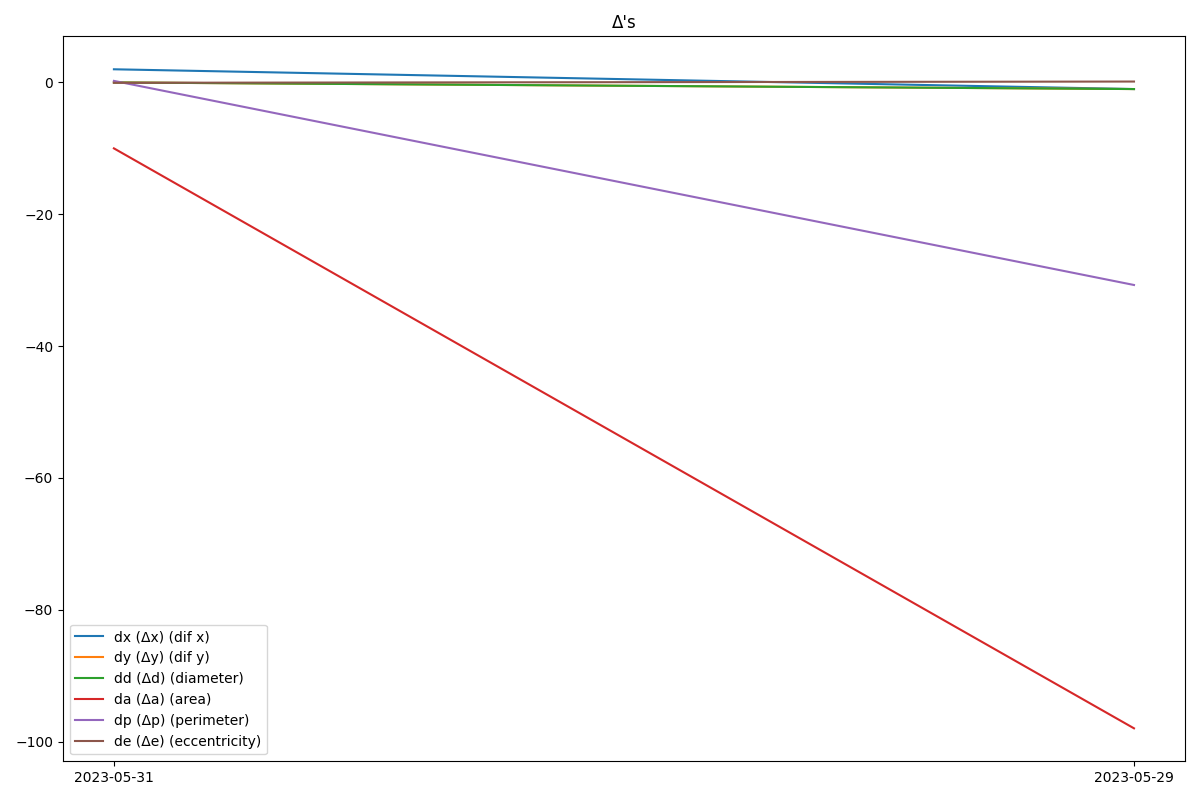 Δ's
0
−20
−40
−60
−80
−100
dx (Δx) (dif x)
dy (Δy) (dif y)
dd (Δd) (diameter)
da (Δa) (area)
dp (Δp) (perimeter)
de (Δe) (eccentricity)
2023-05-31
2023-05-29